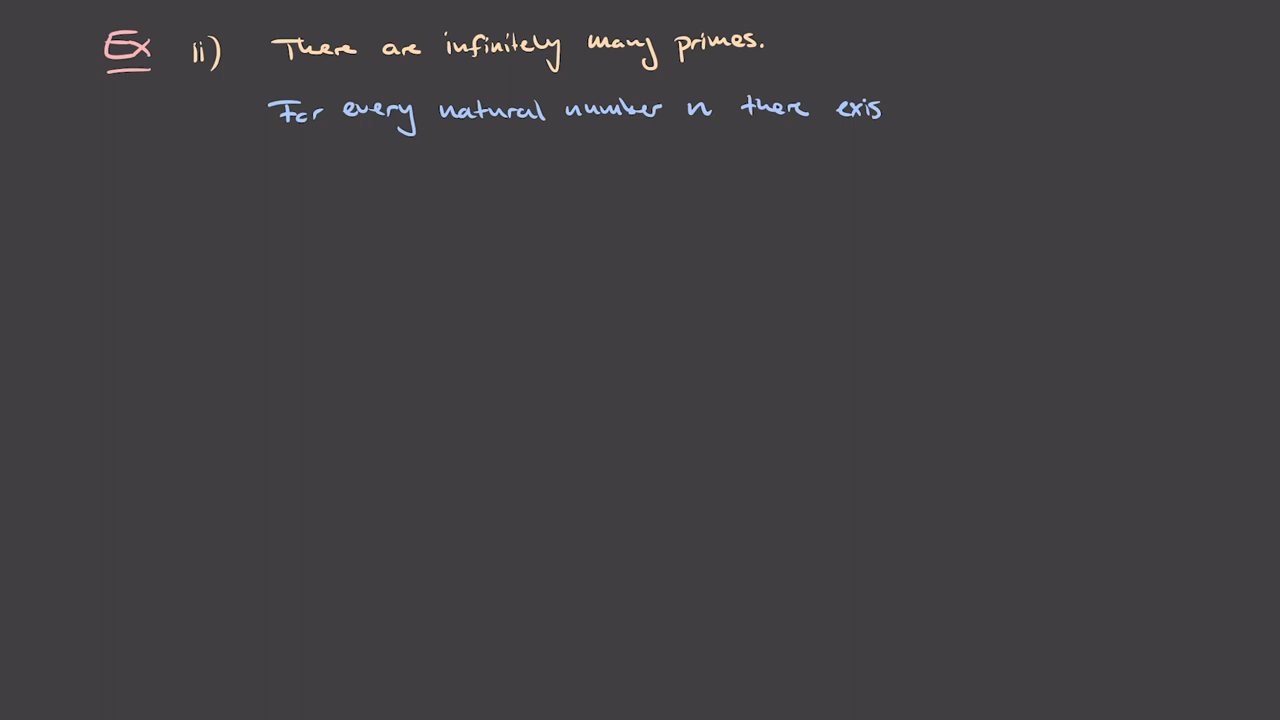 Ex ii) There are infinitely many primes.
For every natural number n there exis